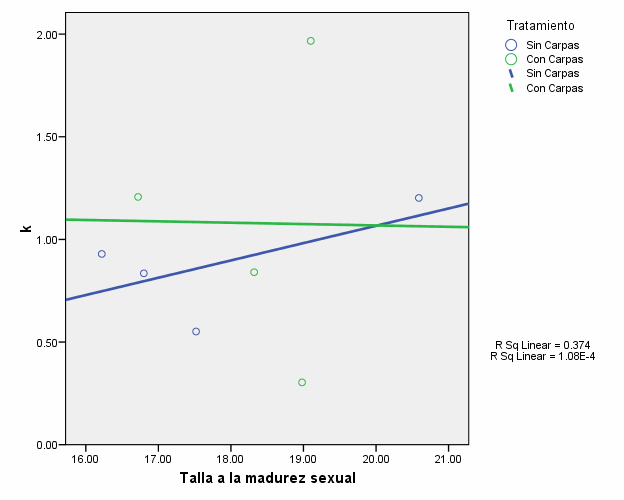 Tratamiento
Sin Carpas
Con Carpas
Sin Carpas
Con Carpas
2.00
1.50
1.00
0.50
0.00
k
16.00 17.00 18.00 19.00 20.00 21.00
Talla a la madurez sexual
R Sq Linear = 0.374
R Sq Linear = 1.08E-4